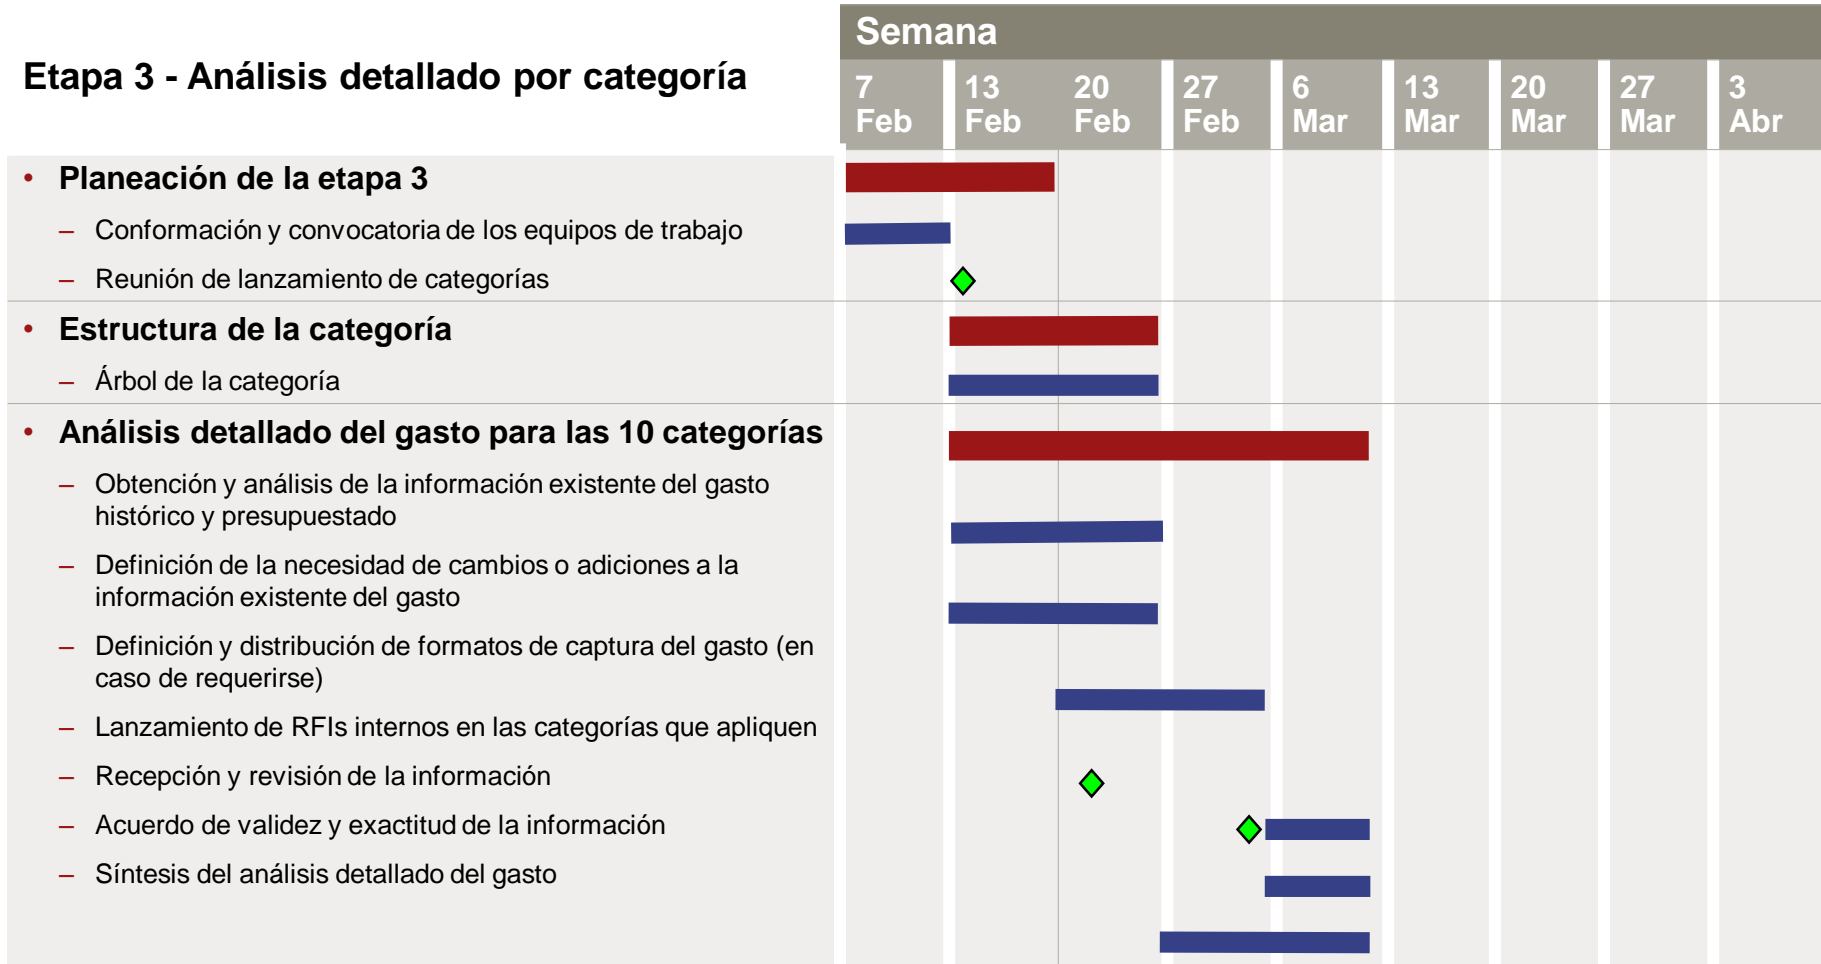 Etapa 3 - Análisis detallado por categoría
Semana
7 Feb
13 Feb
20 Feb
27 Feb
6 Mar
13 Mar
20 Mar
27 Mar
3 Abr
• Planeación de la etapa 3
– Conformación y convocatoria de los equipos de trabajo
– Reunión de lanzamiento de categorías
• Estructura de la categoría
– Árbol de la categoría
• Análisis detallado del gasto para las 10 categorías
– Obtención y análisis de la información existente del gasto
histórico y presupuestado
– Definición de la necesidad de cambios o adiciones a la
información existente del gasto
– Definición y distribución de formatos de captura del gasto (en
caso de requerirse)
– Lanzamiento de RFIs internos en las categorías que apliquen
– Recepción y revisión de la información
– Acuerdo de validez y exactitud de la información
– Síntesis del análisis detallado del gasto